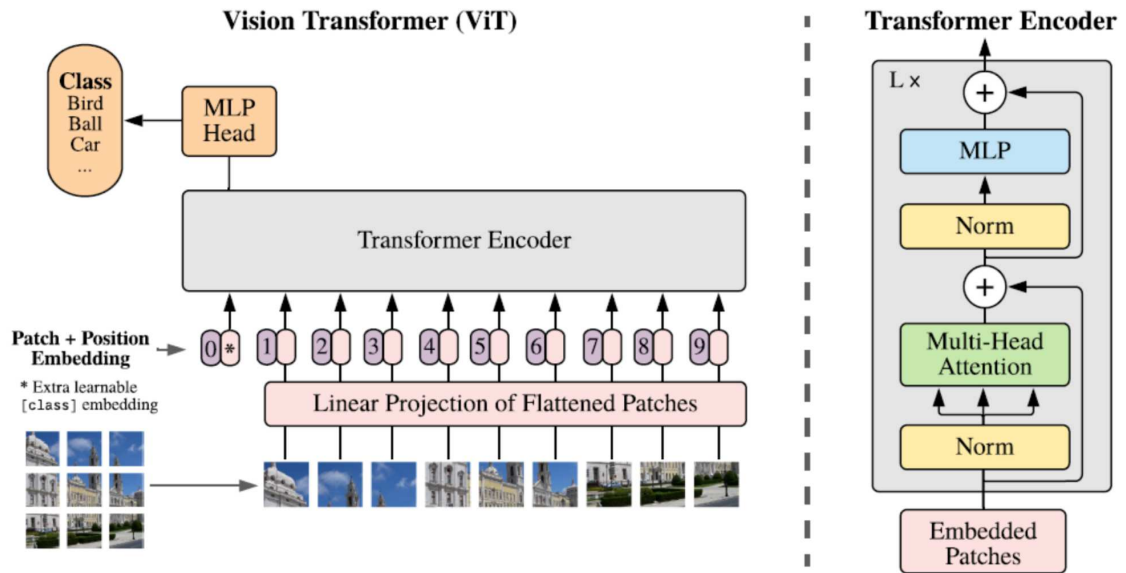 Vision Transformer (ViT)
Class
Bird
Ball
Car
...
MLP
Head
Transformer Encoder
Patch + Position
Embedding
* Extra learnable
[class] embedding
0 * 1 2 3 4 5 6 7 8 9
Linear Projection of Flattened Patches
Transformer Encoder
L ×
+
MLP
Norm
+
Multi-Head
Attention
Norm
Embedded
Patches